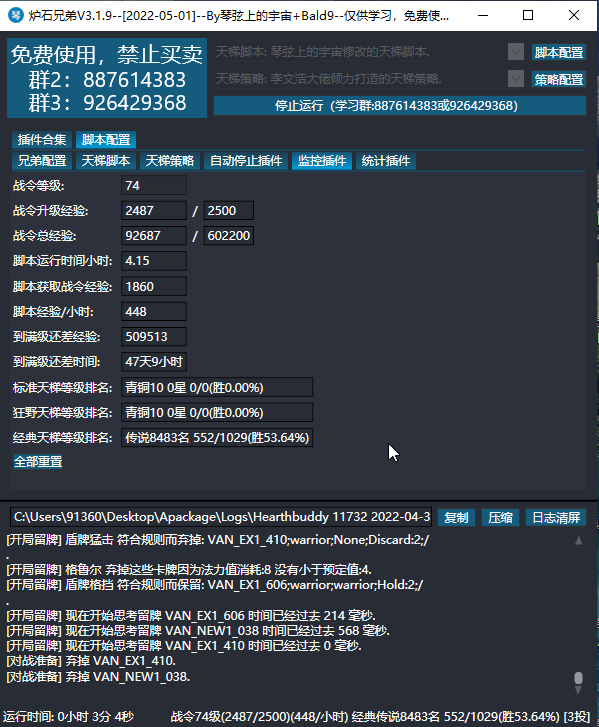 炉石兄弟V3.1.9--[2022-05-01]--By琴弦上的宇宙+Bald9--仅供学习，免费使...
免费使用，禁止买卖
群2：887614383
群3：926429368
天梯脚本: 琴弦上的宇宙修改的天梯脚本.
脚本配置
天梯策略: 李文浩大佬倾力打造的天梯策略.
策略配置
停止运行（学习群:887614383或926429368）
插件合集 脚本配置
兄弟配置 天梯脚本 天梯策略 自动停止插件 监控插件 统计插件
战令等级: 74
战令升级经验: 2487 / 2500
战令总经验: 92687 / 602200
脚本运行时间小时: 4.15
脚本获取战令经验: 1860
脚本经验/小时: 448
到满级还差经验: 509513
到满级还差时间: 47天9小时
标准天梯等级排名: 青铜10 0星 0/0(胜0.00%)
狂野天梯等级排名: 青铜10 0星 0/0(胜0.00%)
经典天梯等级排名: 传说8483名 552/1029(胜53.64%)
全部重置
C:\Users\91360\Desktop\Apackage\Logs\Hearthbuddy 11732 2022-04-3
复制 压缩 日志清屏
[开局留牌] 盾牌猛击 符合规则而弃掉: VAN_EX1_410;warrior;None;Discard:2;/
.
[开局留牌] 格鲁尔 弃掉这些卡牌因为法力值消耗:8 没有小于预定值:4.
[开局留牌] 盾牌格挡 符合规则而保留: VAN_EX1_606;warrior;warrior;Hold:2;/
.
[开局留牌] 现在开始思考留牌 VAN_EX1_606 时间已经过去 214 毫秒.
[开局留牌] 现在开始思考留牌 VAN_NEW1_038 时间已经过去 568 毫秒.
[开局留牌] 现在开始思考留牌 VAN_EX1_410 时间已经过去 0 毫秒.
[对战准备] 弃掉 VAN_EX1_410.
[对战准备] 弃掉 VAN_NEW1_038.
运行时间: 0小时 3分 4秒 战令74级(2487/2500)(448/小时) 经典传说8483名 552/1029(胜53.64%) [3投]